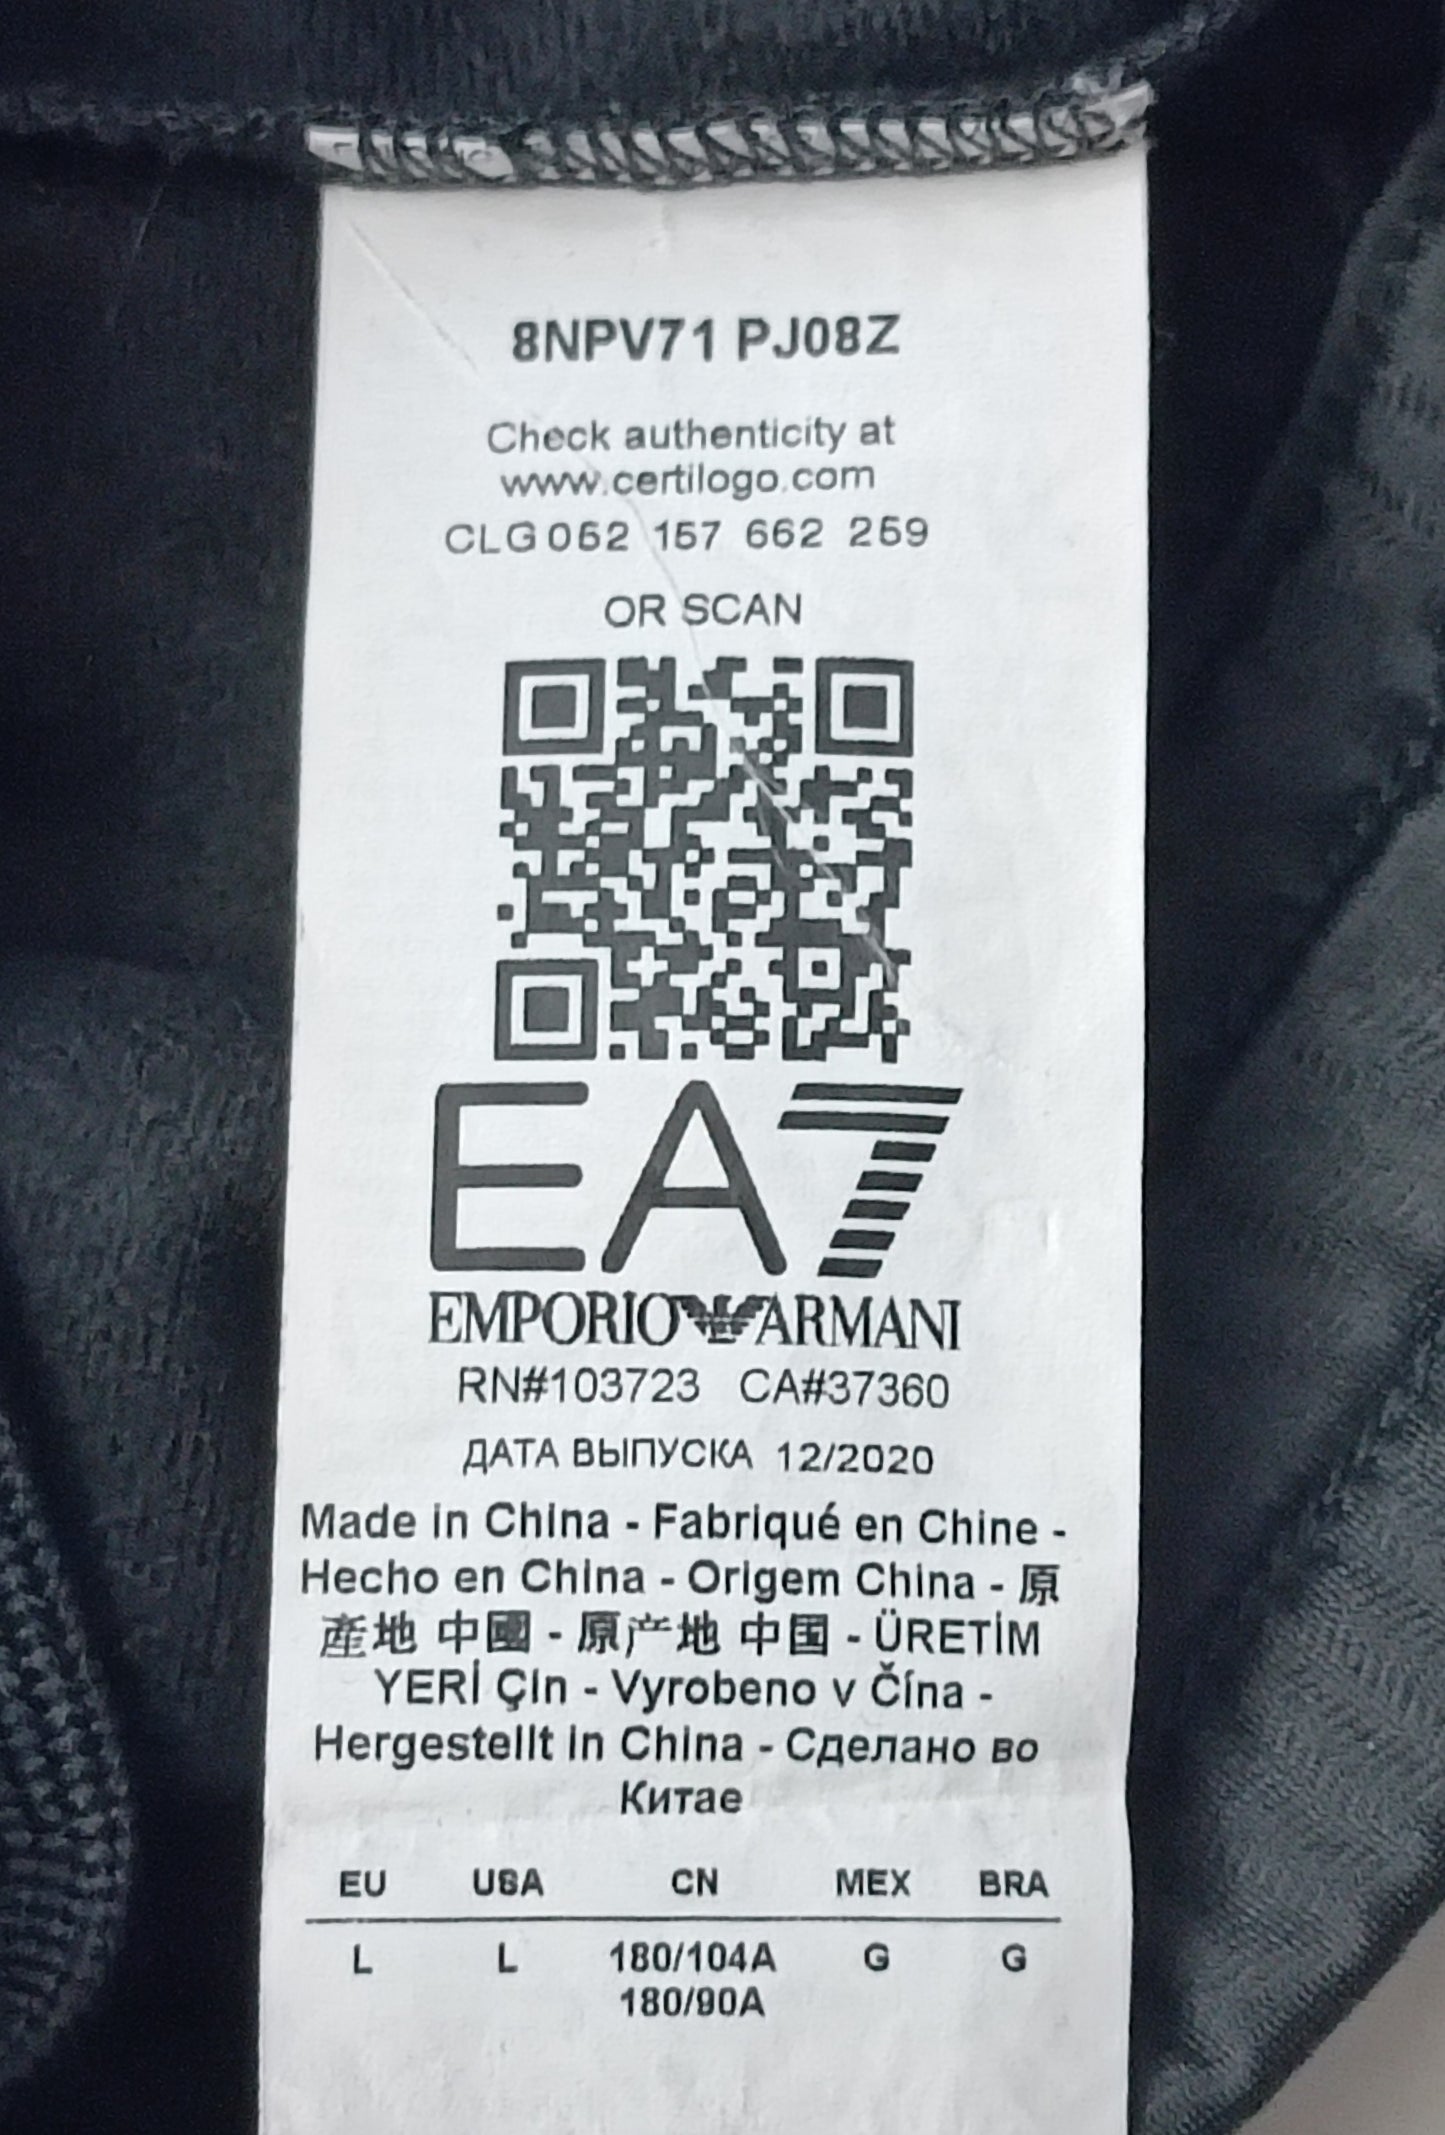 8NPV71 PJ08Z
Check authenticity at
www.certilogo.com
CLG 052 157 662 259
OR SCAN
EA7
EMPORIO ARMANI
RN#103723 CA#37360
ДАТА ВЫПУСКА 12/2020
Made in China - Fabriqué en Chine -
Hecho en China - Origem China - 原
產地 中國 - 原产地 中国 - ÜRETİM
YERİ Çin - Vyrobeno v Čína -
Hergestellt in China - Сделано во
Китае
EU USA CN MEX BRA
L L 180/104A G G
180/90A